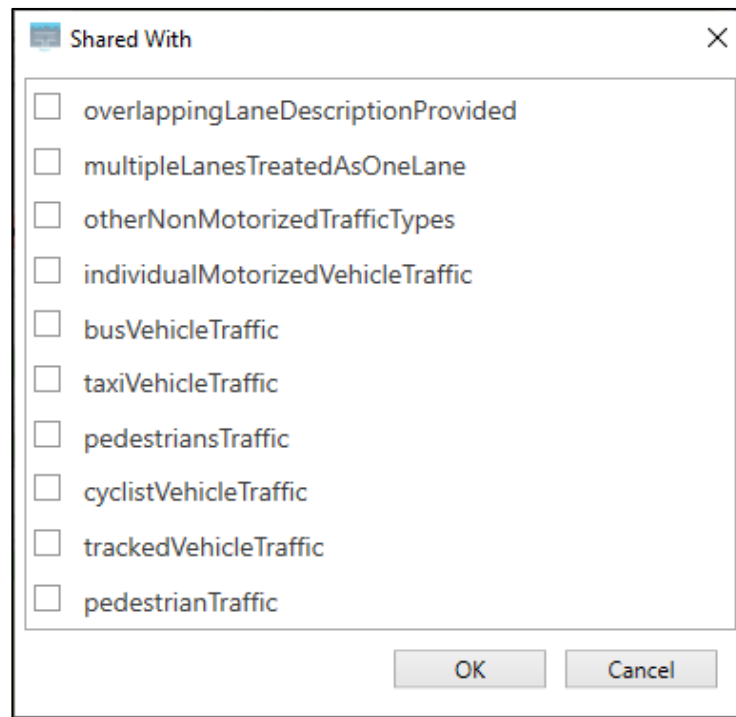 Shared With
overlappingLaneDescriptionProvided
multipleLanesTreatedAsOneLane
otherNonMotorizedTrafficTypes
individualMotorizedVehicleTraffic
busVehicleTraffic
taxiVehicleTraffic
pedestriansTraffic
cyclistVehicleTraffic
trackedVehicleTraffic
pedestrianTraffic
OK Cancel